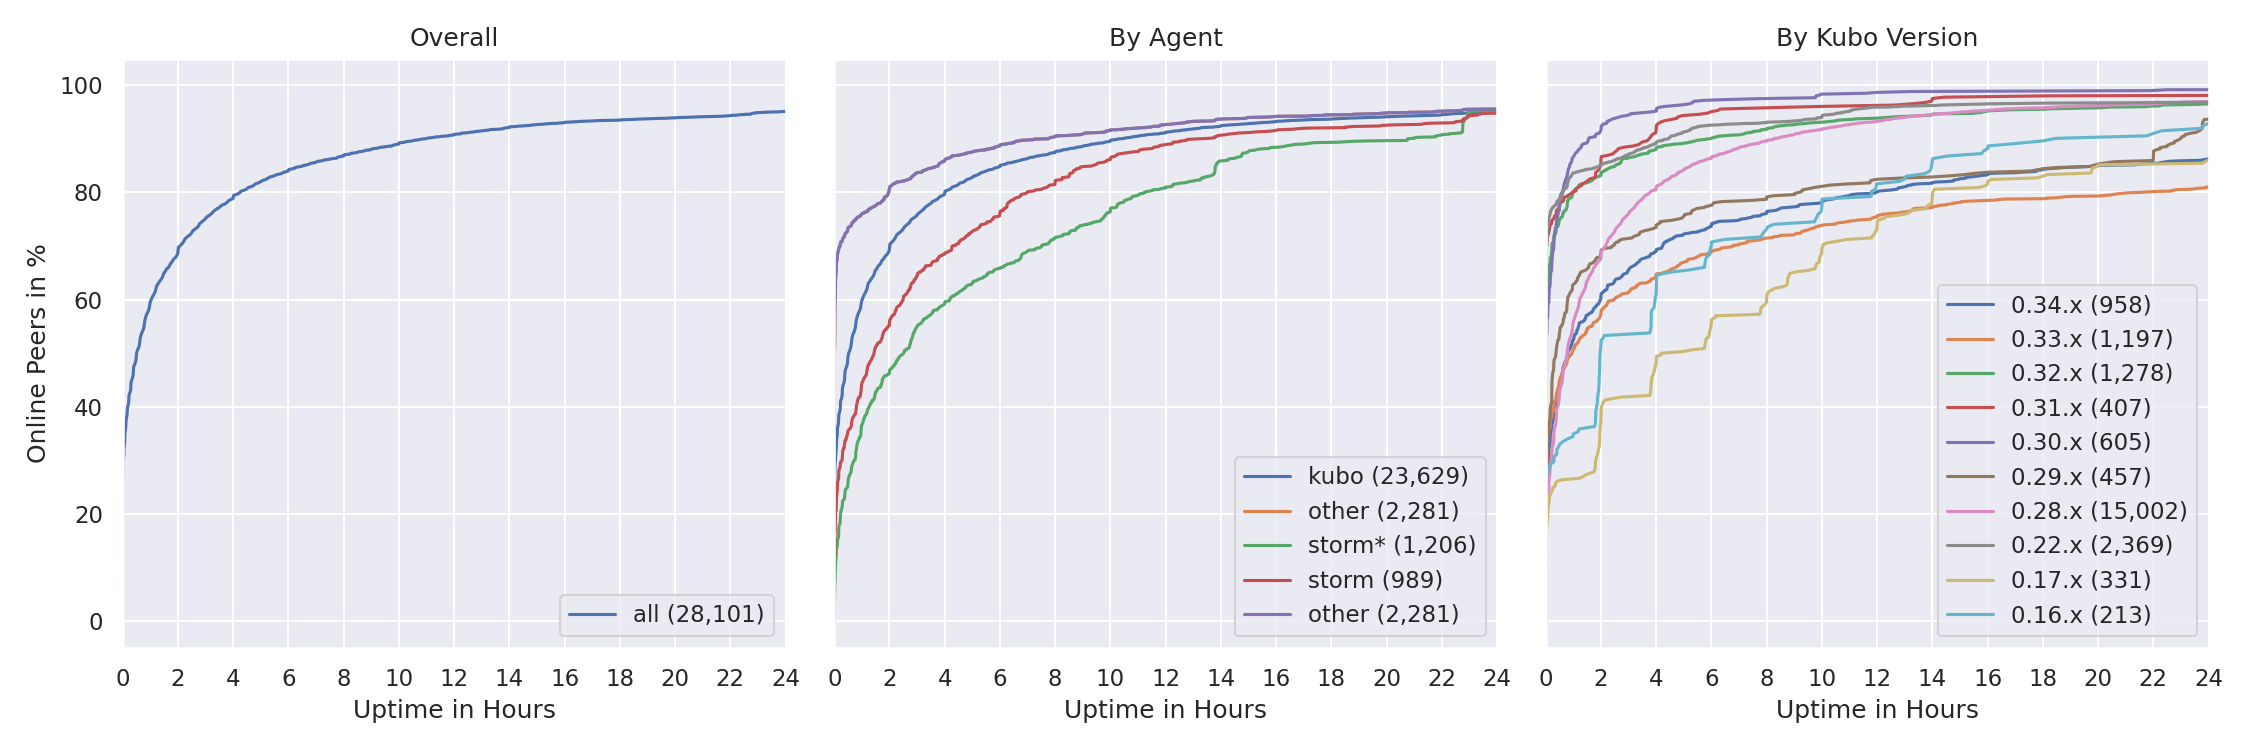 Overall
By Agent
By Kubo Version
Online Peers in %
100
80
60
40
20
0
all (28,101)
kubo (23,629)
other (2,281)
storm* (1,206)
storm (989)
other (2,281)
0.34.x (958)
0.33.x (1,197)
0.32.x (1,278)
0.31.x (407)
0.30.x (605)
0.29.x (457)
0.28.x (15,002)
0.22.x (2,369)
0.17.x (331)
0.16.x (213)
0 2 4 6 8 10 12 14 16 18 20 22 24
0 2 4 6 8 10 12 14 16 18 20 22 24
0 2 4 6 8 10 12 14 16 18 20 22 24
Uptime in Hours
Uptime in Hours
Uptime in Hours